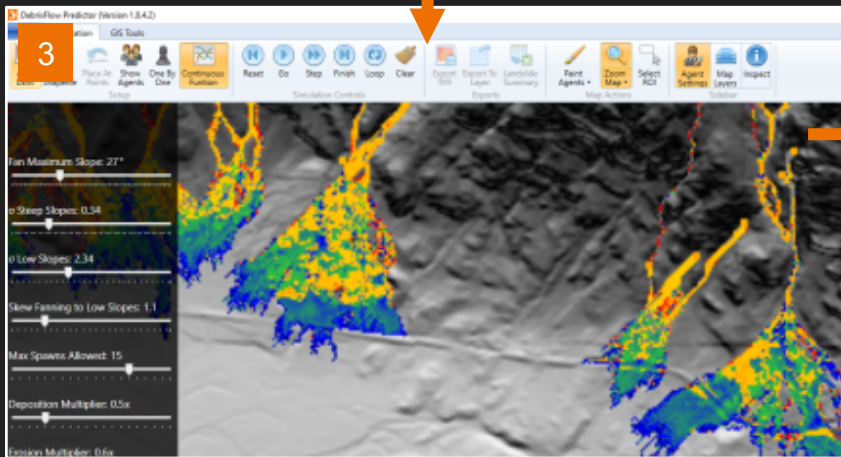 DebrisFlow Predictor (Version 1.0.4.2)
3
GIS Tools
Place At Points
Show Agents
One By One
Continuous Funtion
Reset
Go
Step
Finish
Loop
Clear
Export
Export To Layer
Landslide Summary
Paint Agents
Zoom Map
Select ROI
Agent Settings
Map Layers
Inspect
Setup
Simulation Controls
Exports
Map Actions
Sidebar
Fan Maximum Slope: 27°
σ Steep Slopes: 0.34
σ Low Slopes: 2.34
Skew Fanning to Low Slopes: 1.1
Max Spawns Allowed: 15
Deposition Multiplier: 0.5x
Erosion Multiplier: 0.6x